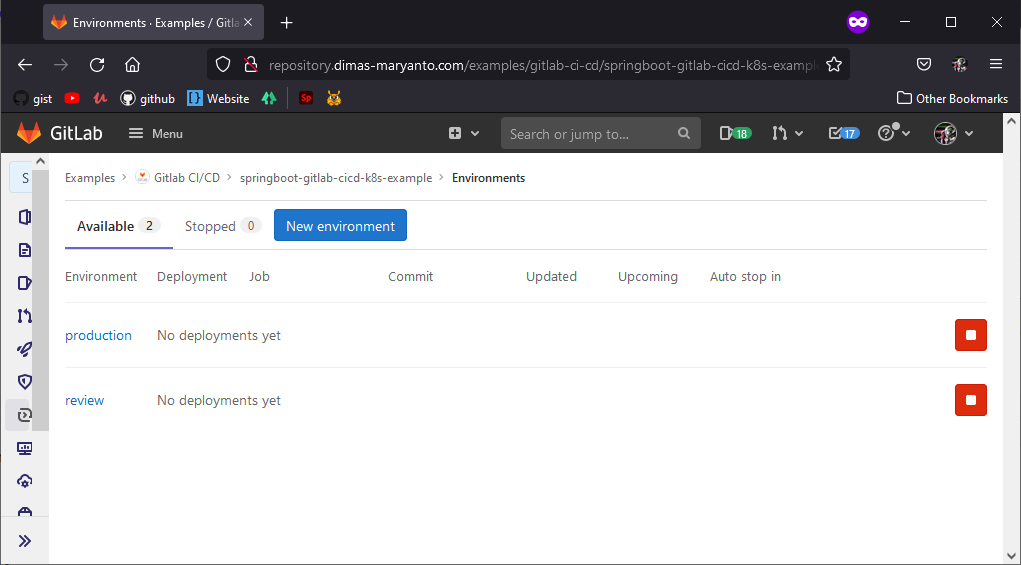 Environments · Examples / Gitla
repository.dimas-maryanto.com/examples/gitlab-ci-cd/springboot-gitlab-cicd-k8s-example
gist
github
Website
Sp
Other Bookmarks
GitLab
Menu
Search or jump to...
18
17
S
Examples > Gitlab CI/CD > springboot-gitlab-cicd-k8s-example > Environments
Available 2 Stopped 0 New environment
Environment Deployment Job Commit Updated Upcoming Auto stop in
production No deployments yet
review No deployments yet